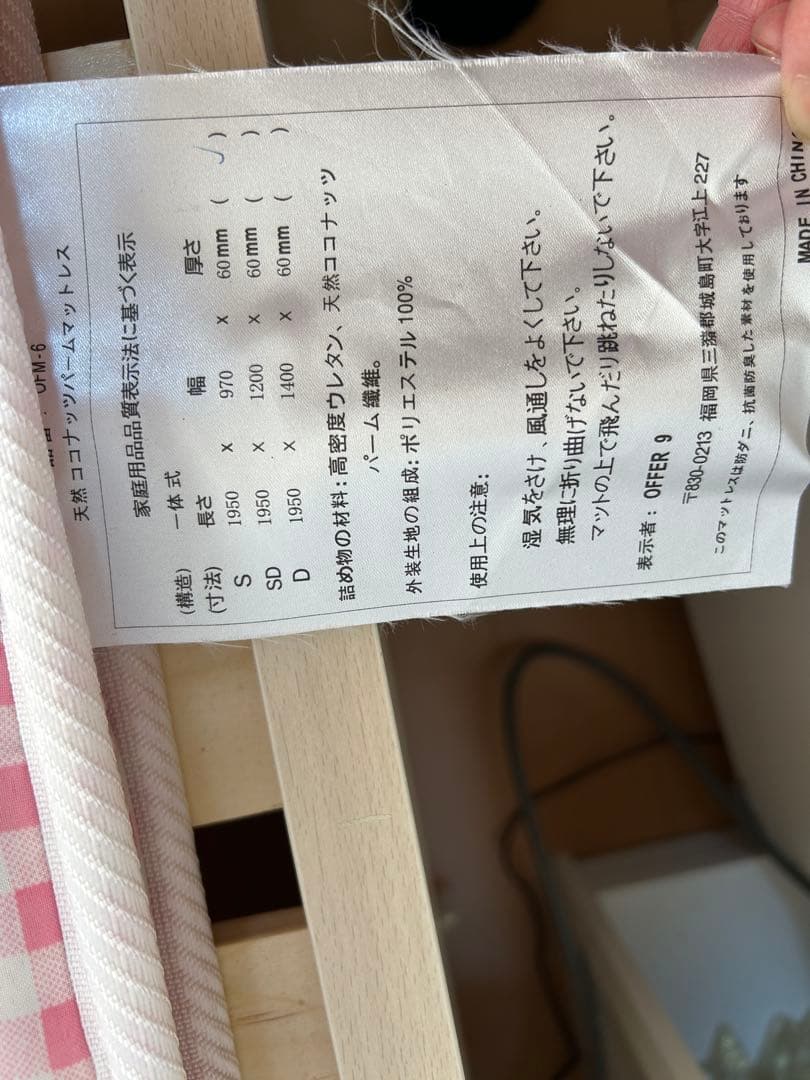 OFM-6
天然 ココナッツパームマットレス
家庭用品品質表示法に基づく表示
(構造) 一体式
(寸法) 長さ 幅 厚さ
S 1950 x 970 x 60mm ( ✓ )
SD 1950 x 1200 x 60mm ( )
D 1950 x 1400 x 60mm ( )
詰め物の材料:高密度ウレタン、天然ココナッツ
パーム繊維。
外装生地の組成:ポリエステル100%
使用上の注意:
湿気をさけ、風通しをよくして下さい。
無理に折り曲げないで下さい。
マットの上で飛んだり跳ねたりしないで下さい。
表示者:OFFER 9
〒830-0213 福岡県三猪郡城島町大字江上227
このマットレスは防ダニ、抗菌防臭した素材を使用しております
MADE IN CHIN